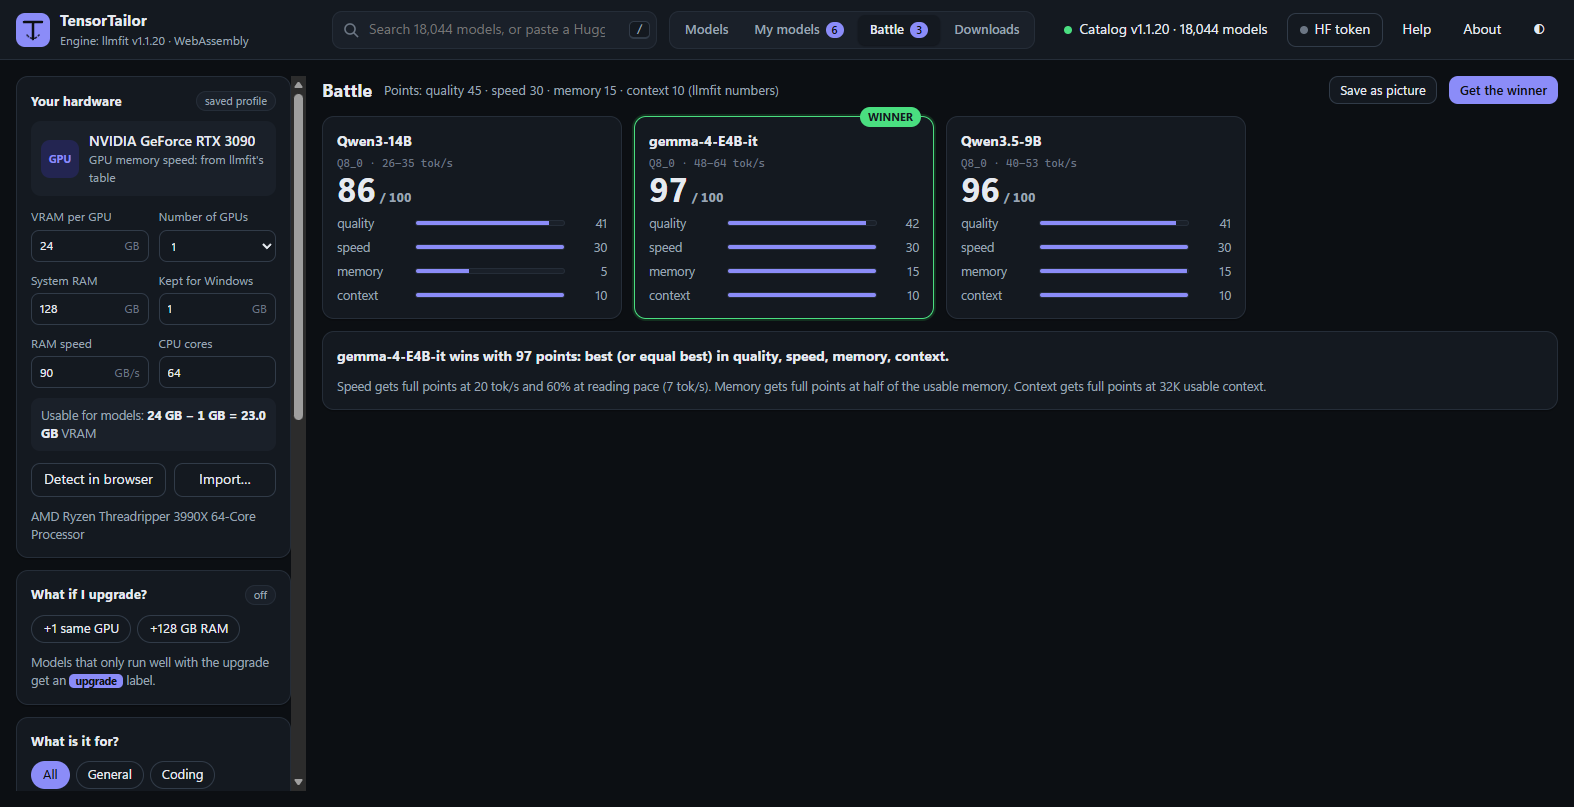 TensorTailor
Engine: llmfit v1.1.20 · WebAssembly
Search 18,044 models, or paste a Hugg
/
Models
My models 6
Battle 3
Downloads
Catalog v1.1.20 · 18,044 models
HF token
Help
About
Your hardware
saved profile
GPU
NVIDIA GeForce RTX 3090
GPU memory speed: from llmfit's
table
VRAM per GPU
Number of GPUs
24 GB
1
System RAM
Kept for Windows
128 GB
1 GB
RAM speed
CPU cores
90 GB/s
64
Usable for models: 24 GB − 1 GB = 23.0
GB VRAM
Detect in browser
Import...
AMD Ryzen Threadripper 3990X 64-Core
Processor
What if I upgrade?
off
+1 same GPU
+128 GB RAM
Models that only run well with the upgrade
get an upgrade label.
What is it for?
All
General
Coding
Battle
Points: quality 45 · speed 30 · memory 15 · context 10 (llmfit numbers)
Save as picture
Get the winner
Qwen3-14B
Q8_0 · 26–35 tok/s
86 / 100
quality 41
speed 30
memory 5
context 10
WINNER
gemma-4-E4B-it
Q8_0 · 48–64 tok/s
97 / 100
quality 42
speed 30
memory 15
context 10
Qwen3.5-9B
Q8_0 · 40–53 tok/s
96 / 100
quality 41
speed 30
memory 15
context 10
gemma-4-E4B-it wins with 97 points: best (or equal best) in quality, speed, memory, context.
Speed gets full points at 20 tok/s and 60% at reading pace (7 tok/s). Memory gets full points at half of the usable memory. Context gets full points at 32K usable context.